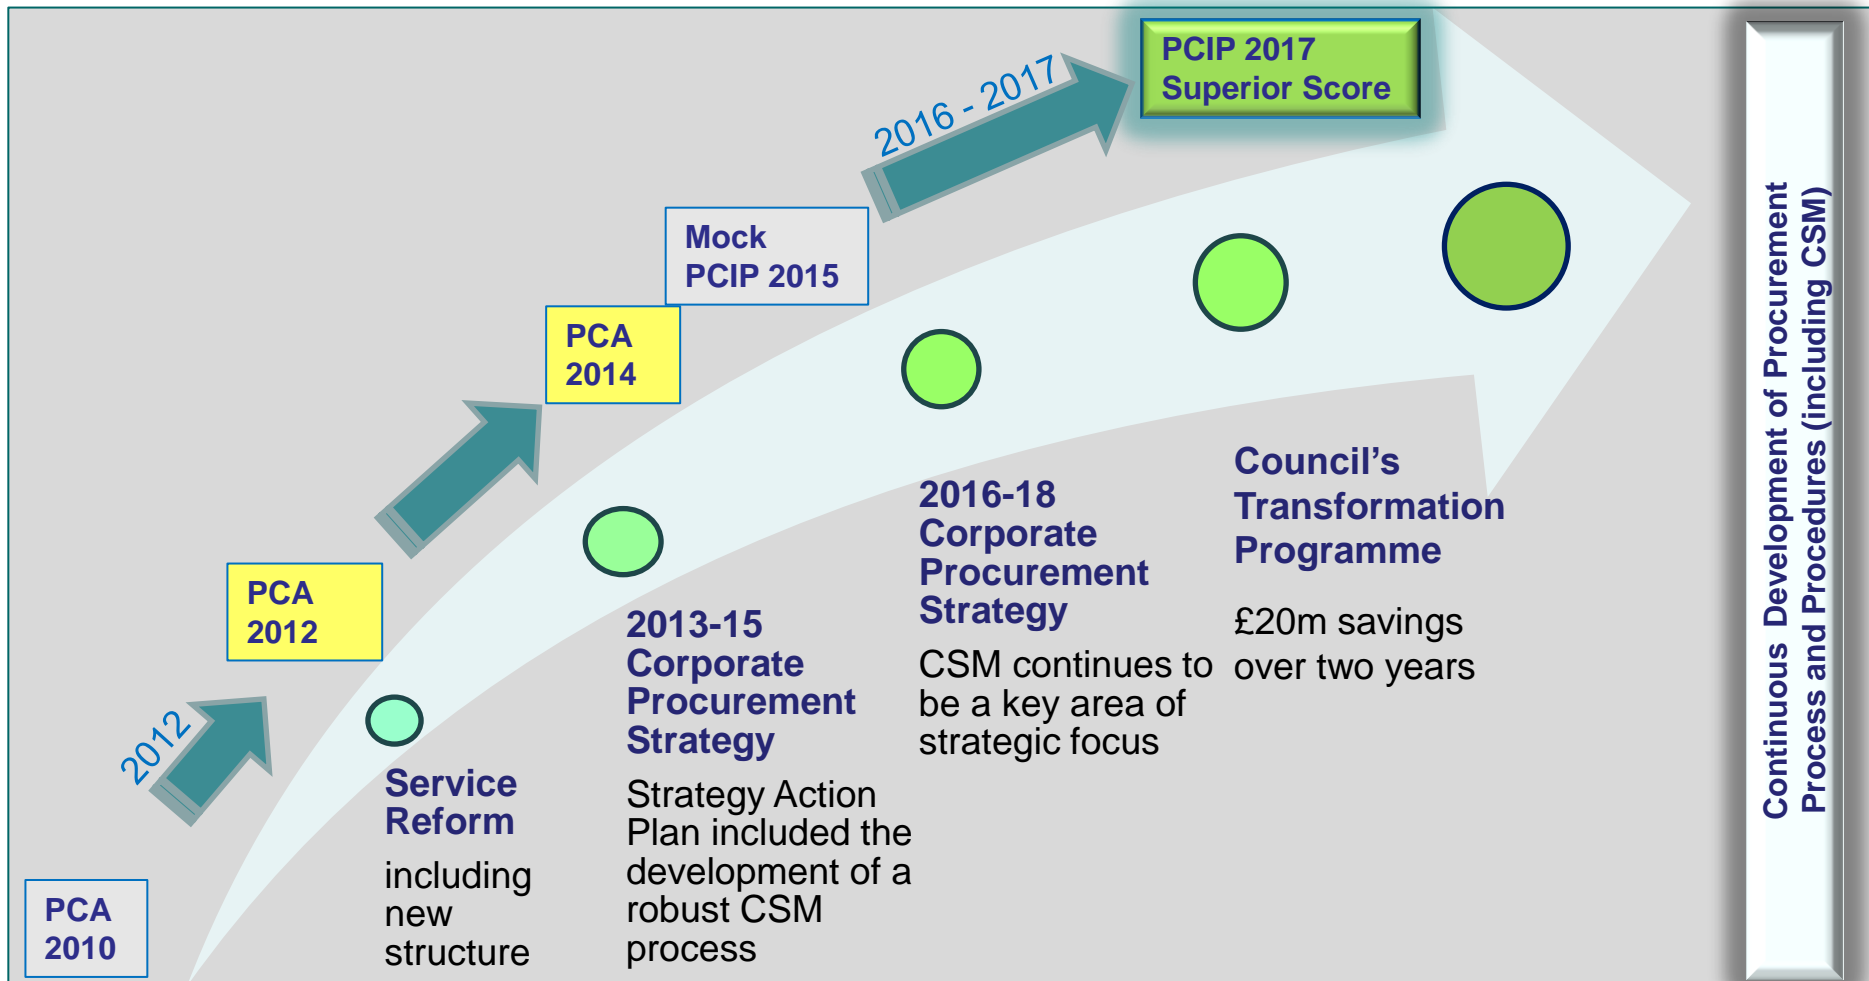 PCIP 2017
Superior Score
2016 - 2017
Mock
PCIP 2015
PCA
2014
PCA
2012
2012
PCA
2010
Service
Reform
including
new
structure
2013-15
Corporate
Procurement
Strategy
Strategy Action
Plan included the
development of a
robust CSM
process
2016-18
Corporate
Procurement
Strategy
CSM continues to
be a key area of
strategic focus
Council’s
Transformation
Programme
£20m savings
over two years
Continuous Development of Procurement
Process and Procedures (including CSM)